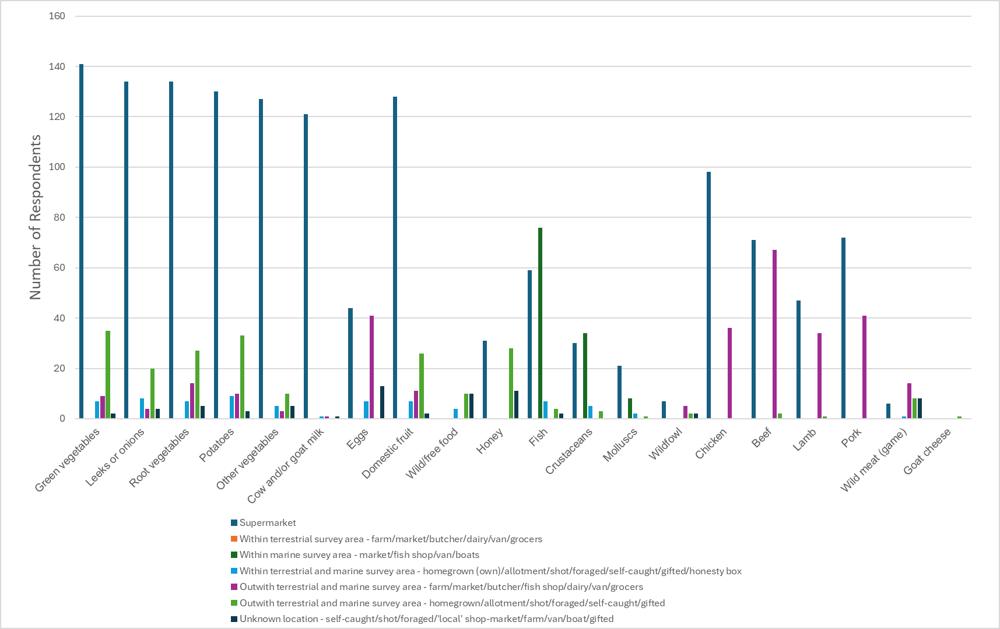 160
140
120
100
80
60
40
20
0
Number of Respondents
Green vegetables
Leeks or onions
Root vegetables
Potatoes
Other vegetables
Cow and/or goat milk
Eggs
Domestic fruit
Wild/free food
Honey
Fish
Crustaceans
Molluscs
Wildfowl
Chicken
Beef
Lamb
Pork
Wild meat (game)
Goat cheese
Supermarket
Within terrestrial survey area - farm/market/butcher/dairy/van/grocers
Within marine survey area - market/fish shop/van/boats
Within terrestrial and marine survey area - homegrown (own)/allotment/shot/foraged/self-caught/gifted/honesty box
Outwith terrestrial and marine survey area - farm/market/butcher/fish shop/dairy/van/grocers
Outwith terrestrial and marine survey area - homegrown/allotment/shot/foraged/self-caught/gifted
Unknown location - self-caught/shot/foraged/'local' shop-market/farm/van/boat/gifted